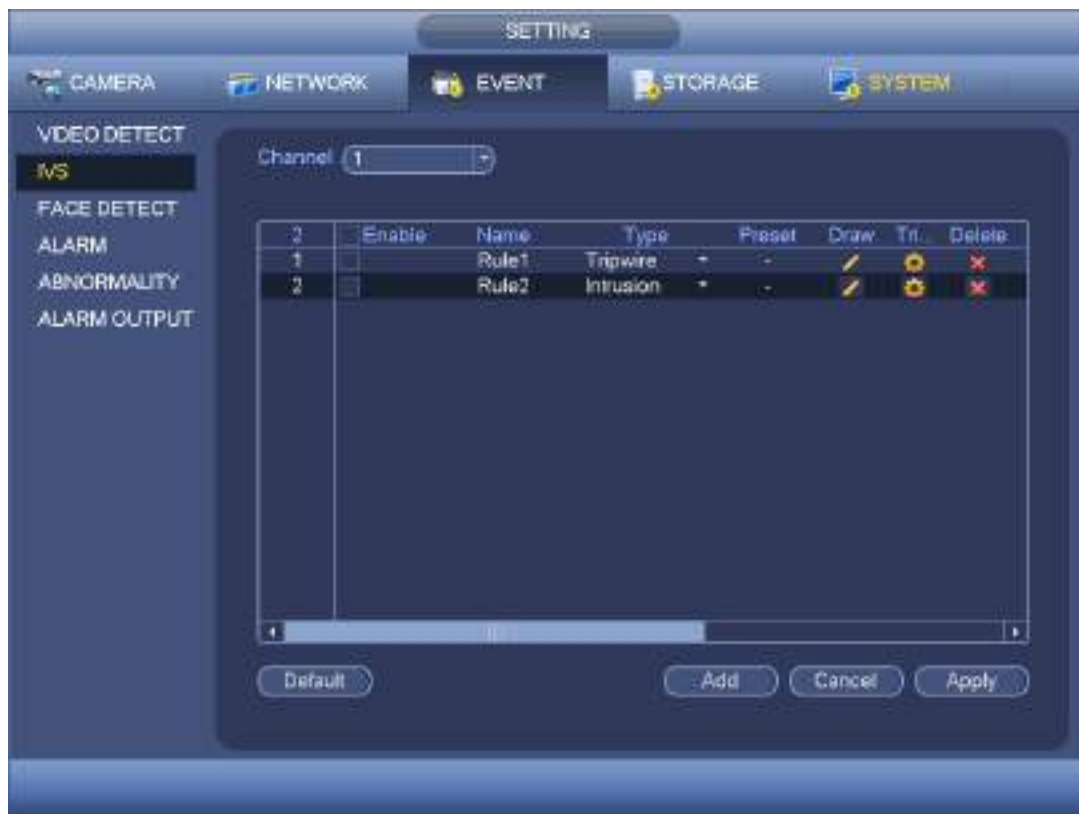 SETTING
CAMERA NETWORK EVENT STORAGE SYSTEM
VIDEO DETECT
IVS
FACE DETECT
ALARM
ABNORMALITY
ALARM OUTPUT
Channel 1
2 Enable Name Type Preset Draw Tri... Delete
1 Rule1 Tripwire -
2 Rule2 Intrusion -
Default Add Cancel Apply